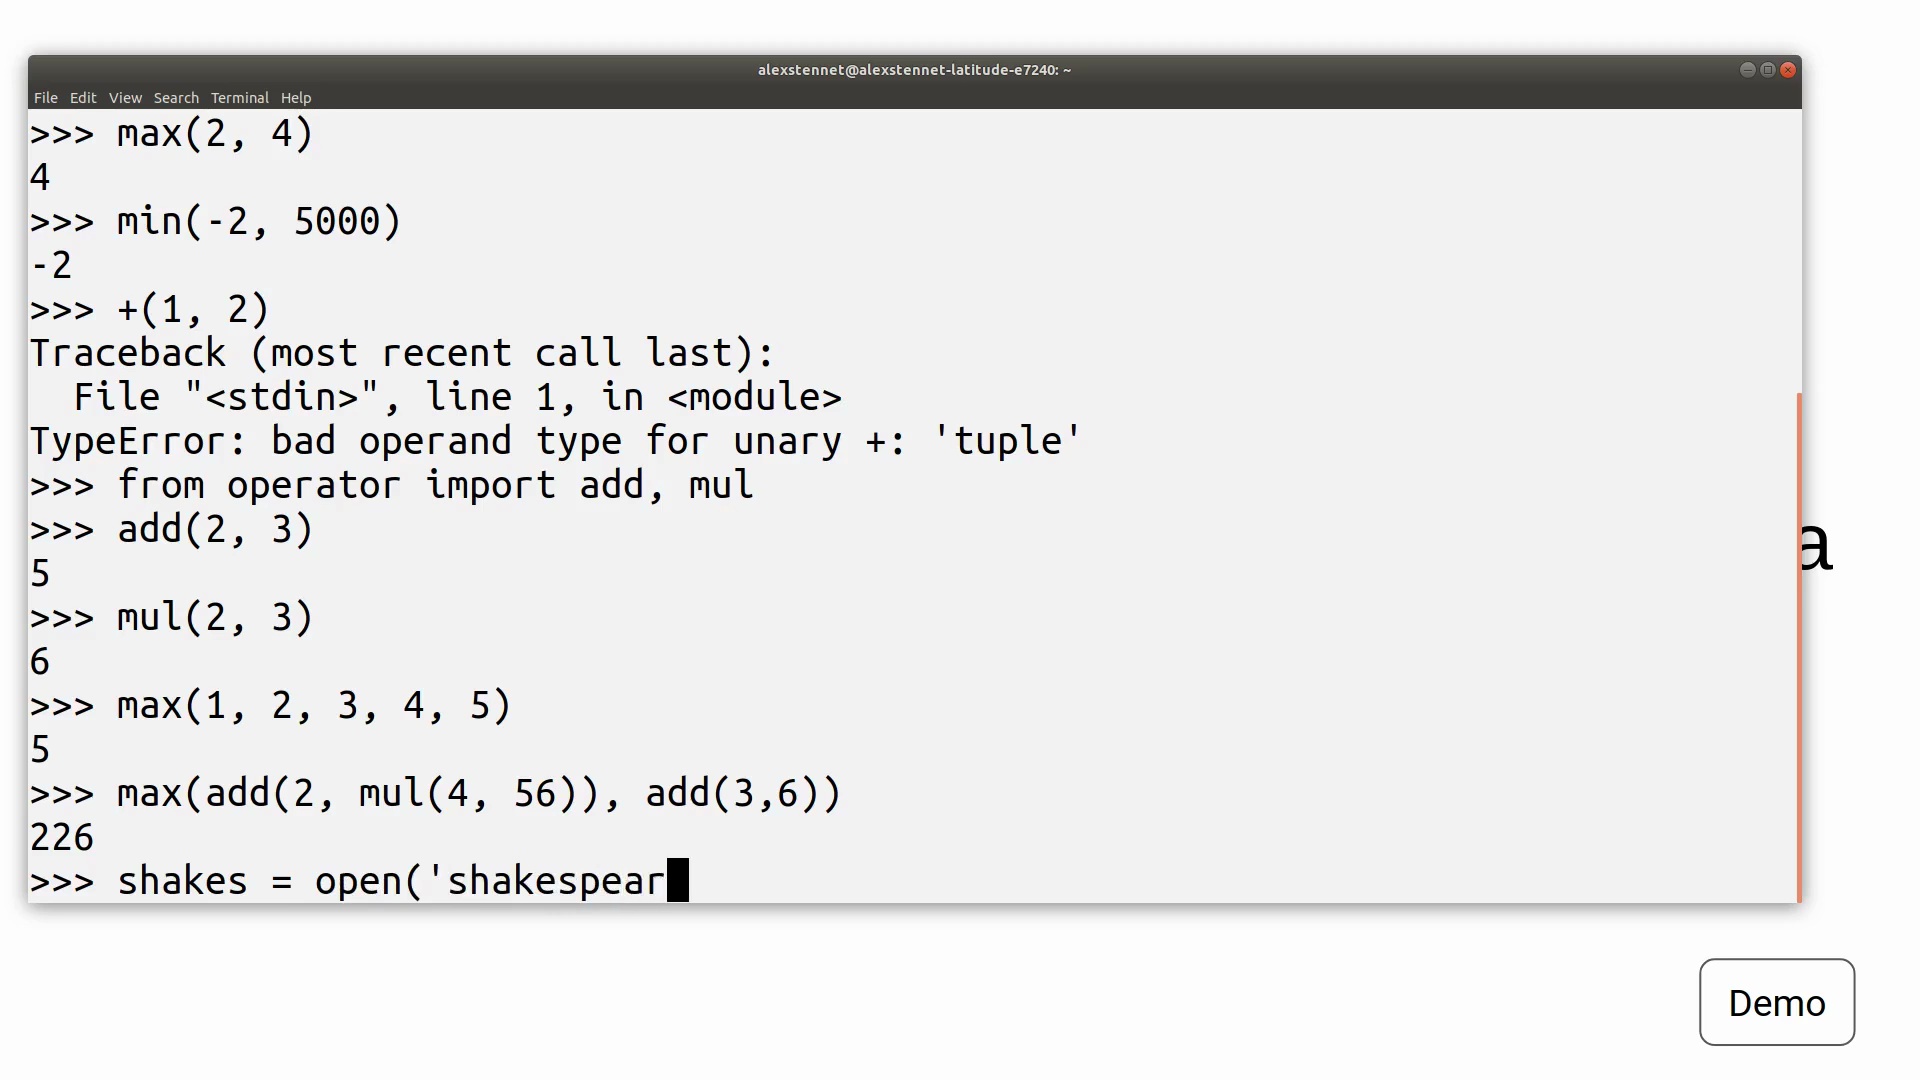 alexstennet@alexstennet-latitude-e7240: ~
File Edit View Search Terminal Help
>>> max(2, 4)
4
>>> min(-2, 5000)
-2
>>> +(1, 2)
Traceback (most recent call last):
  File "<stdin>", line 1, in <module>
TypeError: bad operand type for unary +: 'tuple'
>>> from operator import add, mul
>>> add(2, 3)
5
>>> mul(2, 3)
6
>>> max(1, 2, 3, 4, 5)
5
>>> max(add(2, mul(4, 56)), add(3,6))
226
>>> shakes = open('shakespear
a
Demo